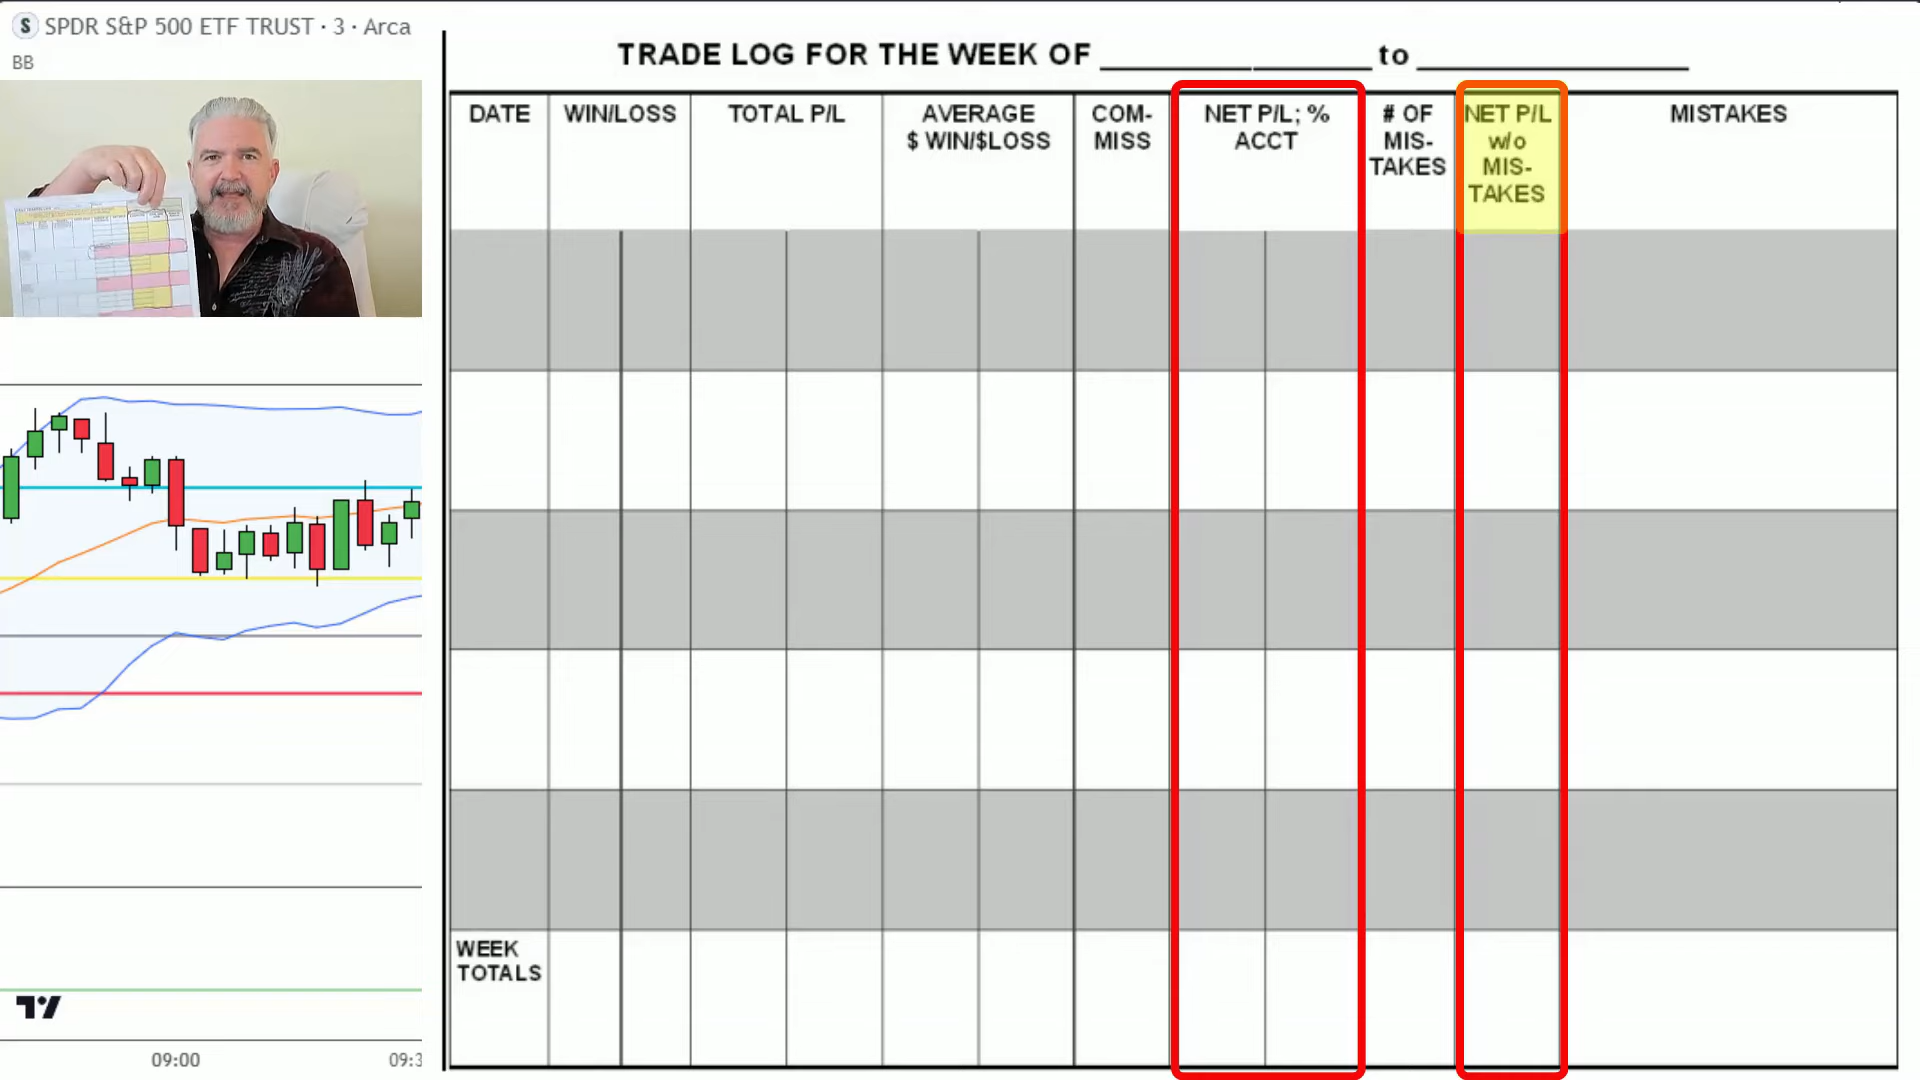 SPDR S&P 500 ETF TRUST · 3 · Arca
BB
09:00
09:3
TRADE LOG FOR THE WEEK OF ____________ to ____________
DATE
WIN/LOSS
TOTAL P/L
AVERAGE
$ WIN/$LOSS
COM-
MISS
NET P/L; %
ACCT
# OF
MIS-
TAKES
NET P/L
w/o
MIS-
TAKES
MISTAKES
WEEK
TOTALS